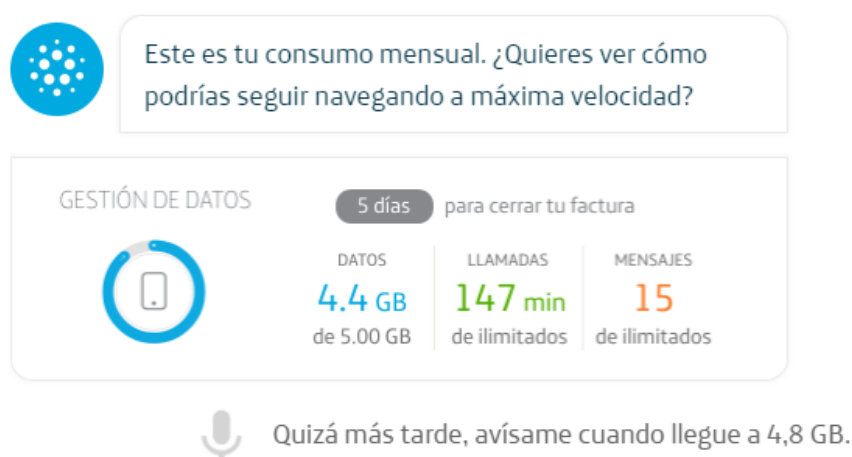 Este es tu consumo mensual. ¿Quieres ver cómo
podrías seguir navegando a máxima velocidad?
GESTIÓN DE DATOS
5 días para cerrar tu factura
DATOS LLAMADAS MENSAJES
4.4 GB 147 min 15
de 5.00 GB de ilimitados de ilimitados
Quizá más tarde, avísame cuando llegue a 4,8 GB.